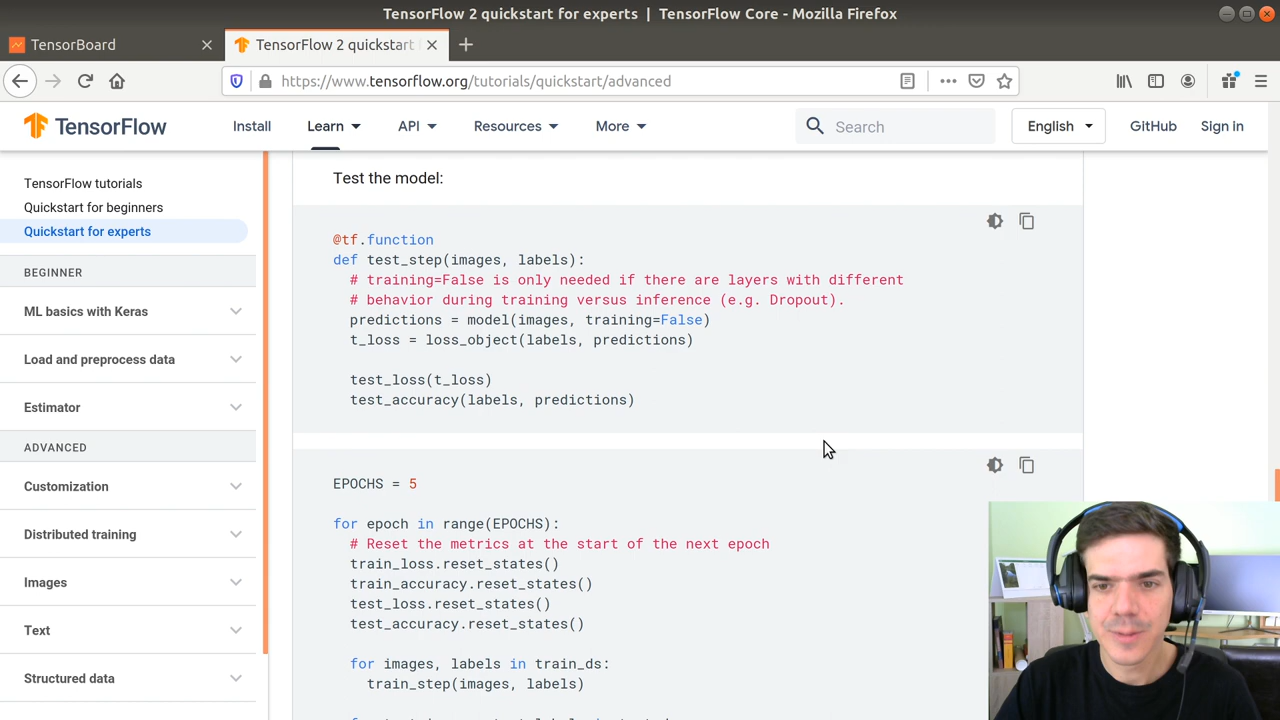 TensorFlow 2 quickstart for experts | TensorFlow Core - Mozilla Firefox
TensorBoard
TensorFlow 2 quickstart
https://www.tensorflow.org/tutorials/quickstart/advanced
TensorFlow
Install
Learn
API
Resources
More
Search
English
GitHub
Sign in
TensorFlow tutorials
Quickstart for beginners
Quickstart for experts
BEGINNER
ML basics with Keras
Load and preprocess data
Estimator
ADVANCED
Customization
Distributed training
Images
Text
Structured data
Test the model:
@tf.function
def test_step(images, labels):
# training=False is only needed if there are layers with different
# behavior during training versus inference (e.g. Dropout).
predictions = model(images, training=False)
t_loss = loss_object(labels, predictions)
test_loss(t_loss)
test_accuracy(labels, predictions)
EPOCHS = 5
for epoch in range(EPOCHS):
# Reset the metrics at the start of the next epoch
train_loss.reset_states()
train_accuracy.reset_states()
test_loss.reset_states()
test_accuracy.reset_states()
for images, labels in train_ds:
train_step(images, labels)